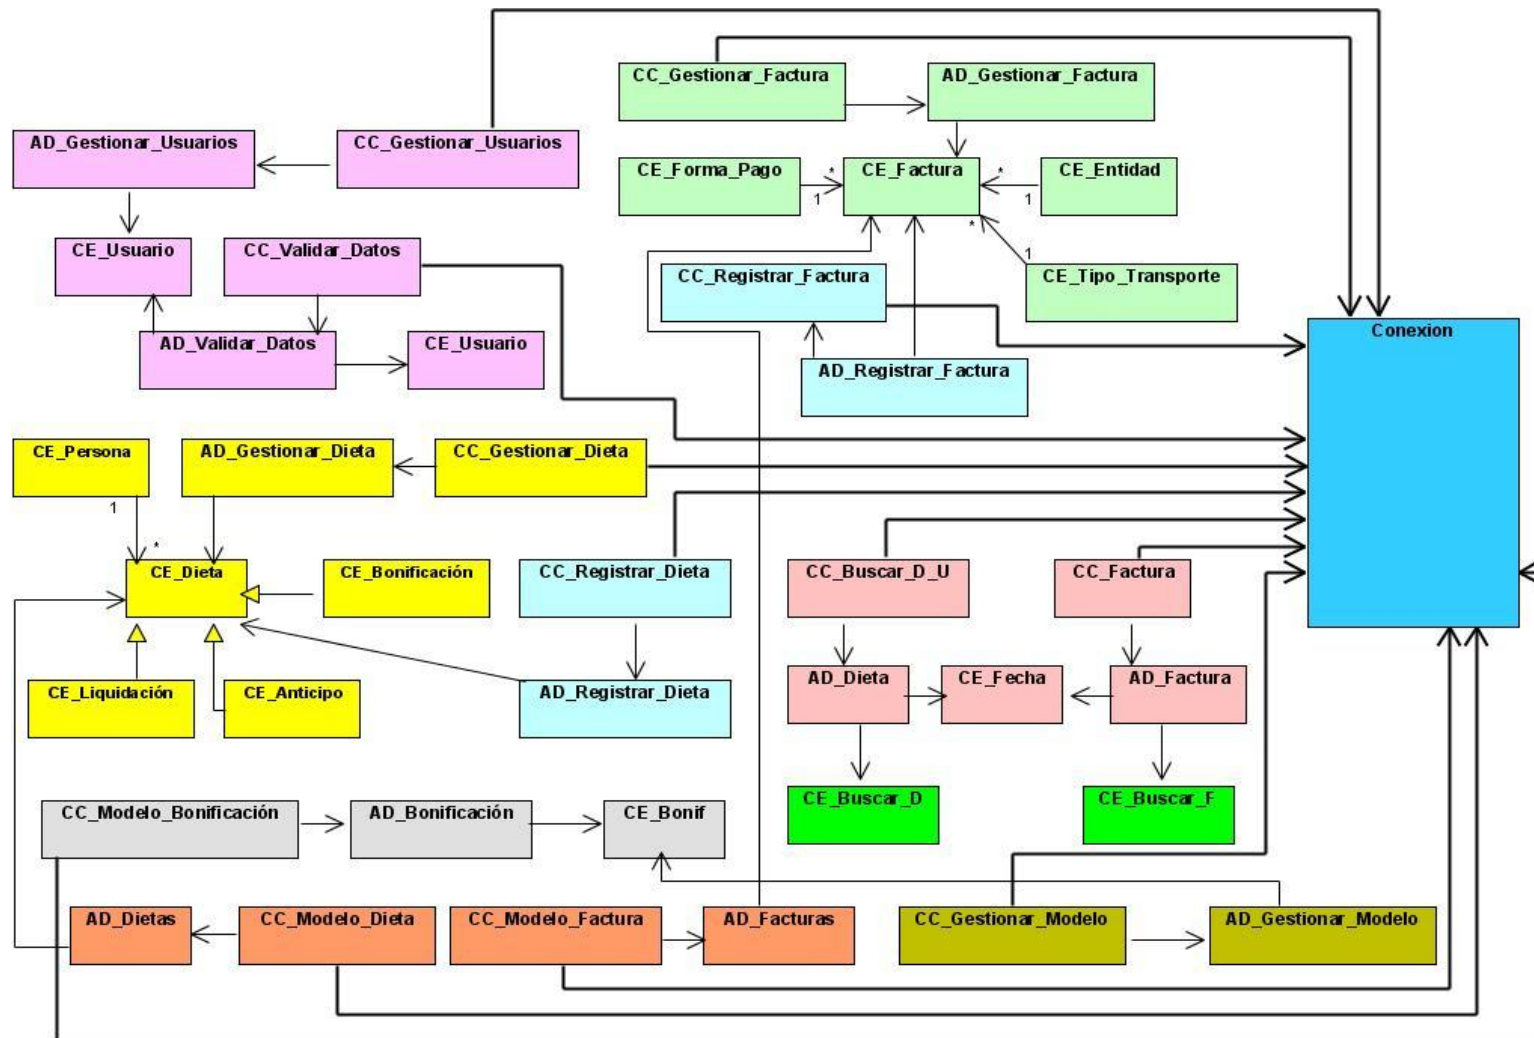 CC_Gestionar_Factura
AD_Gestionar_Factura
AD_Gestionar_Usuarios
CC_Gestionar_Usuarios
CE_Forma_Pago
*
1
CE_Factura
*
1
CE_Entidad
*
1
CE_Usuario
CC_Validar_Datos
CC_Registrar_Factura
CE_Tipo_Transporte
Conexion
AD_Validar_Datos
CE_Usuario
AD_Registrar_Factura
CE_Persona
AD_Gestionar_Dieta
CC_Gestionar_Dieta
1
*
CE_Dieta
CE_Bonificación
CC_Registrar_Dieta
CC_Buscar_D_U
CC_Factura
CE_Liquidación
CE_Anticipo
AD_Registrar_Dieta
AD_Dieta
CE_Fecha
AD_Factura
CE_Buscar_D
CE_Buscar_F
CC_Modelo_Bonificación
AD_Bonificación
CE_Bonif
AD_Dietas
CC_Modelo_Dieta
CC_Modelo_Factura
AD_Facturas
CC_Gestionar_Modelo
AD_Gestionar_Modelo